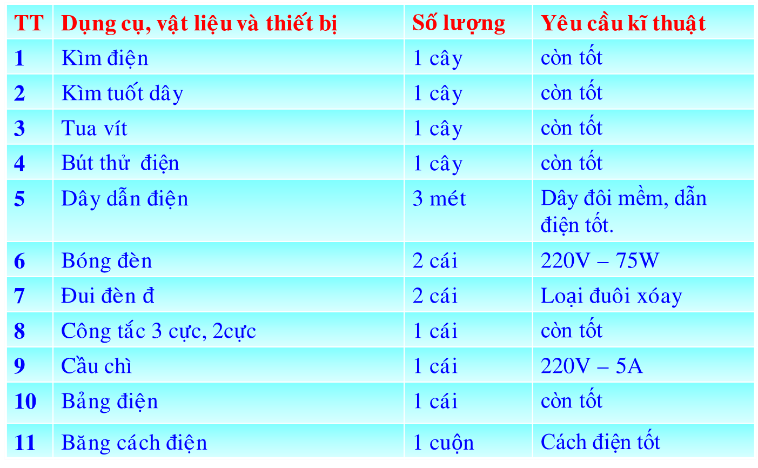 TT Dụng cụ, vật liệu và thiết bị Số lượng Yêu cầu kĩ thuật
1 Kìm điện 1 cây còn tốt
2 Kìm tuốt dây 1 cây còn tốt
3 Tua vít 1 cây còn tốt
4 Bút thử điện 1 cây còn tốt
5 Dây dẫn điện 3 mét Dây đôi mềm, dẫn
điện tốt.
6 Bóng đèn 2 cái 220V – 75W
7 Đui đèn đ 2 cái Loại đuôi xóay
8 Công tắc 3 cực, 2cực 1 cái còn tốt
9 Cầu chì 1 cái 220V – 5A
10 Bảng điện 1 cái còn tốt
11 Băng cách điện 1 cuộn Cách điện tốt